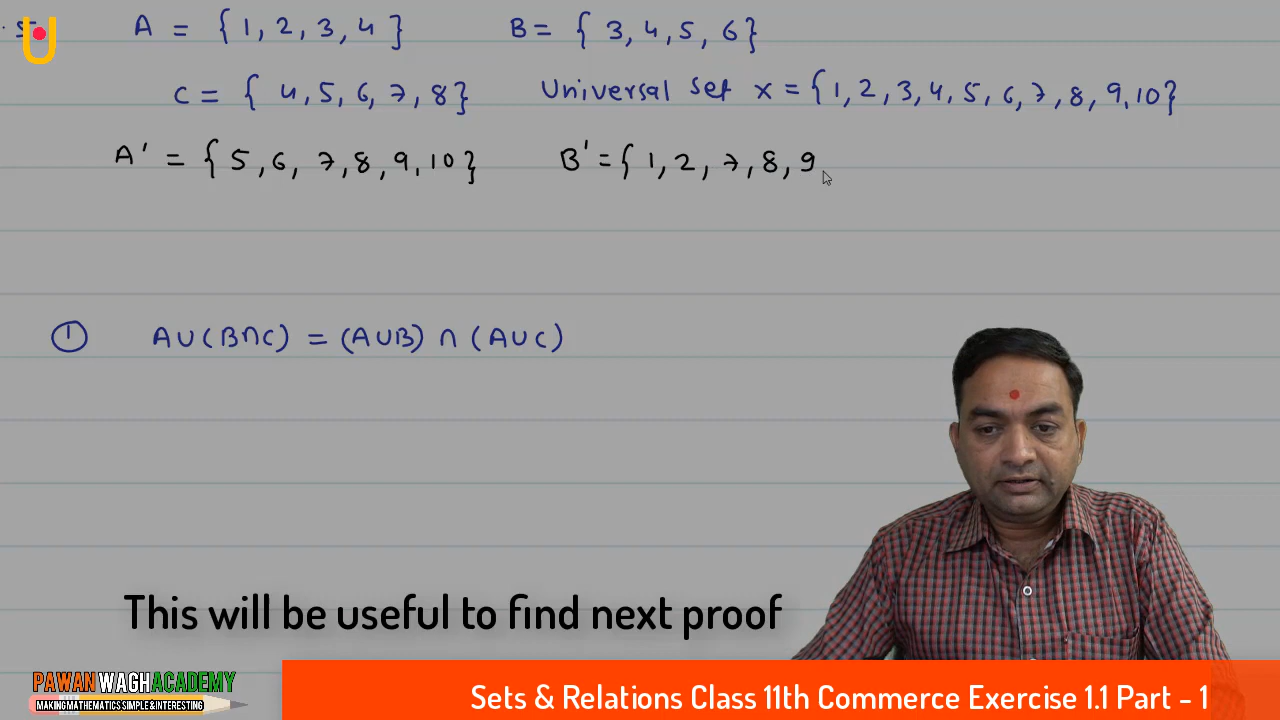 A = {1, 2, 3, 4} B = {3, 4, 5, 6}
C = {4, 5, 6, 7, 8} Universal set X = {1, 2, 3, 4, 5, 6, 7, 8, 9, 10}
A' = {5, 6, 7, 8, 9, 10} B' = {1, 2, 7, 8, 9
① A∪(B∩C) = (A∪B) ∩ (A∪C)
This will be useful to find next proof
PAWAN WAGH ACADEMY
MAKING MATHEMATICS SIMPLE & INTERESTING
Sets & Relations Class 11th Commerce Exercise 1.1 Part - 1